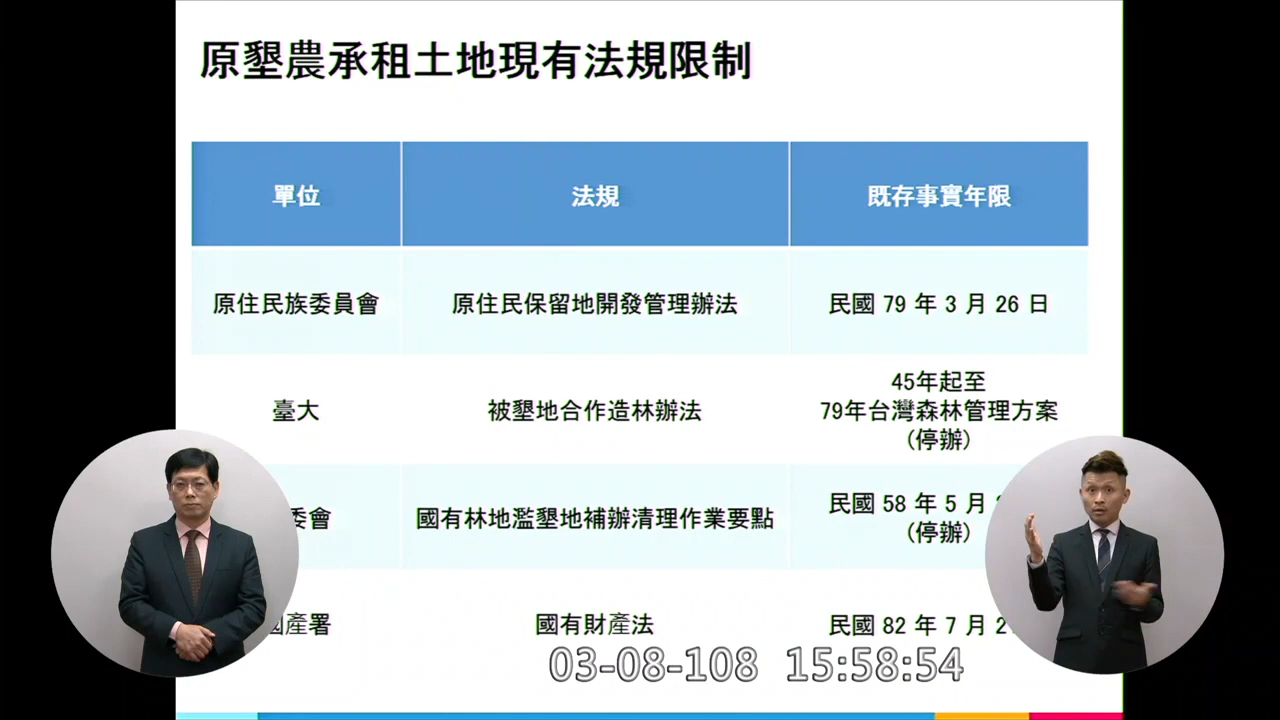 原墾農承租土地現有法規限制
單位 法規 既存事實年限
原住民族委員會 原住民保留地開發管理辦法 民國 79 年 3 月 26 日
臺大 被墾地合作造林辦法 45年起至
79年台灣森林管理方案
(停辦)
委會 國有林地濫墾地補辦清理作業要點 民國 58 年 5 月
(停辦)
產署 國有財產法 民國 82 年 7 月
03-08-108 15:58:54